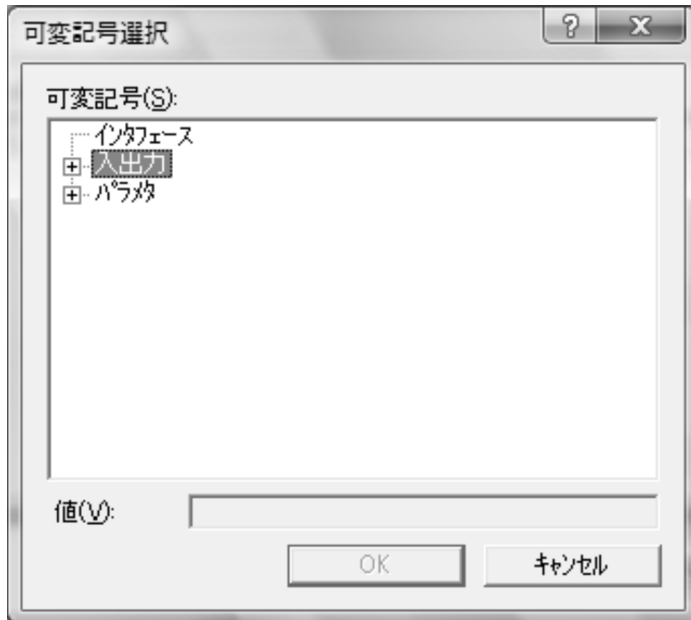 可変記号選択
可変記号(S):
インタフェース
入出力
パラメタ
値(V):
OK
キャンセル